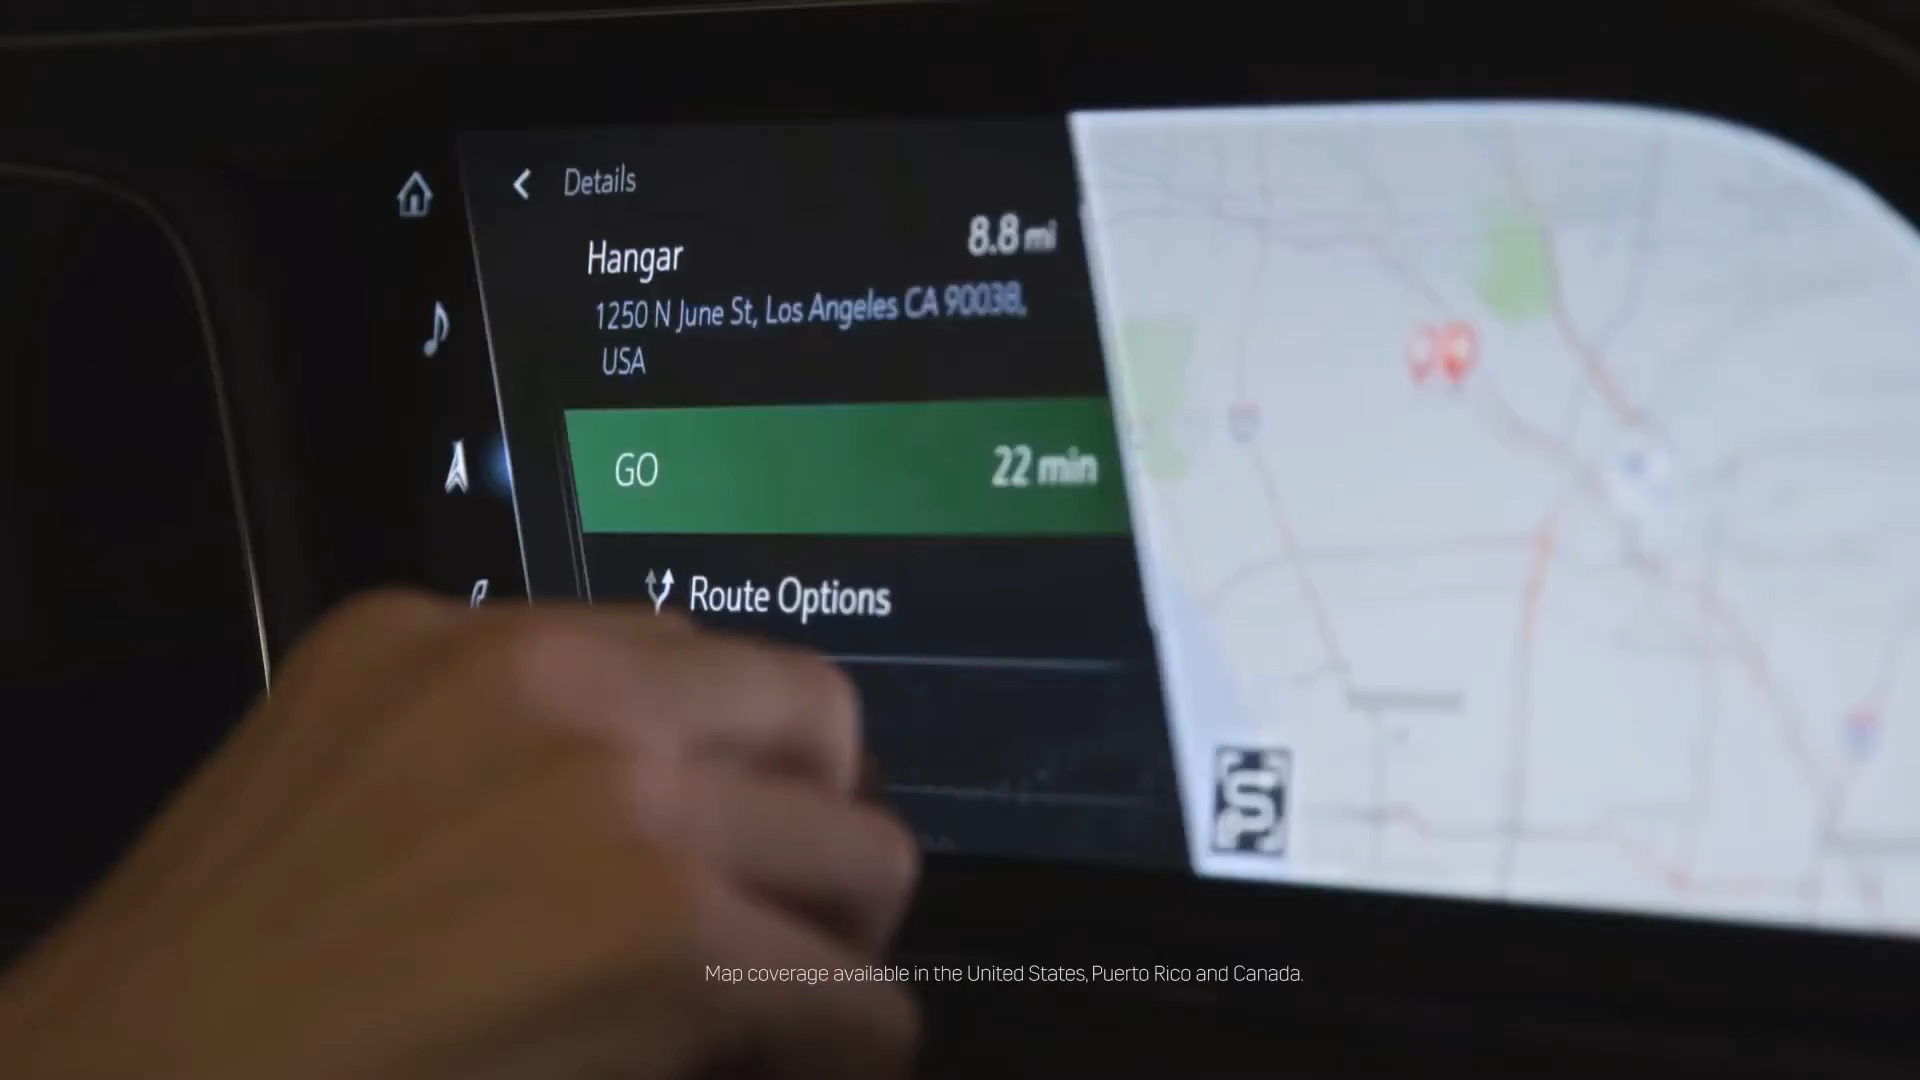 Details
Hangar
8.8 mi
1250 N June St, Los Angeles CA 90038,
USA
GO
22 min
Route Options
Map coverage available in the United States, Puerto Rico and Canada.